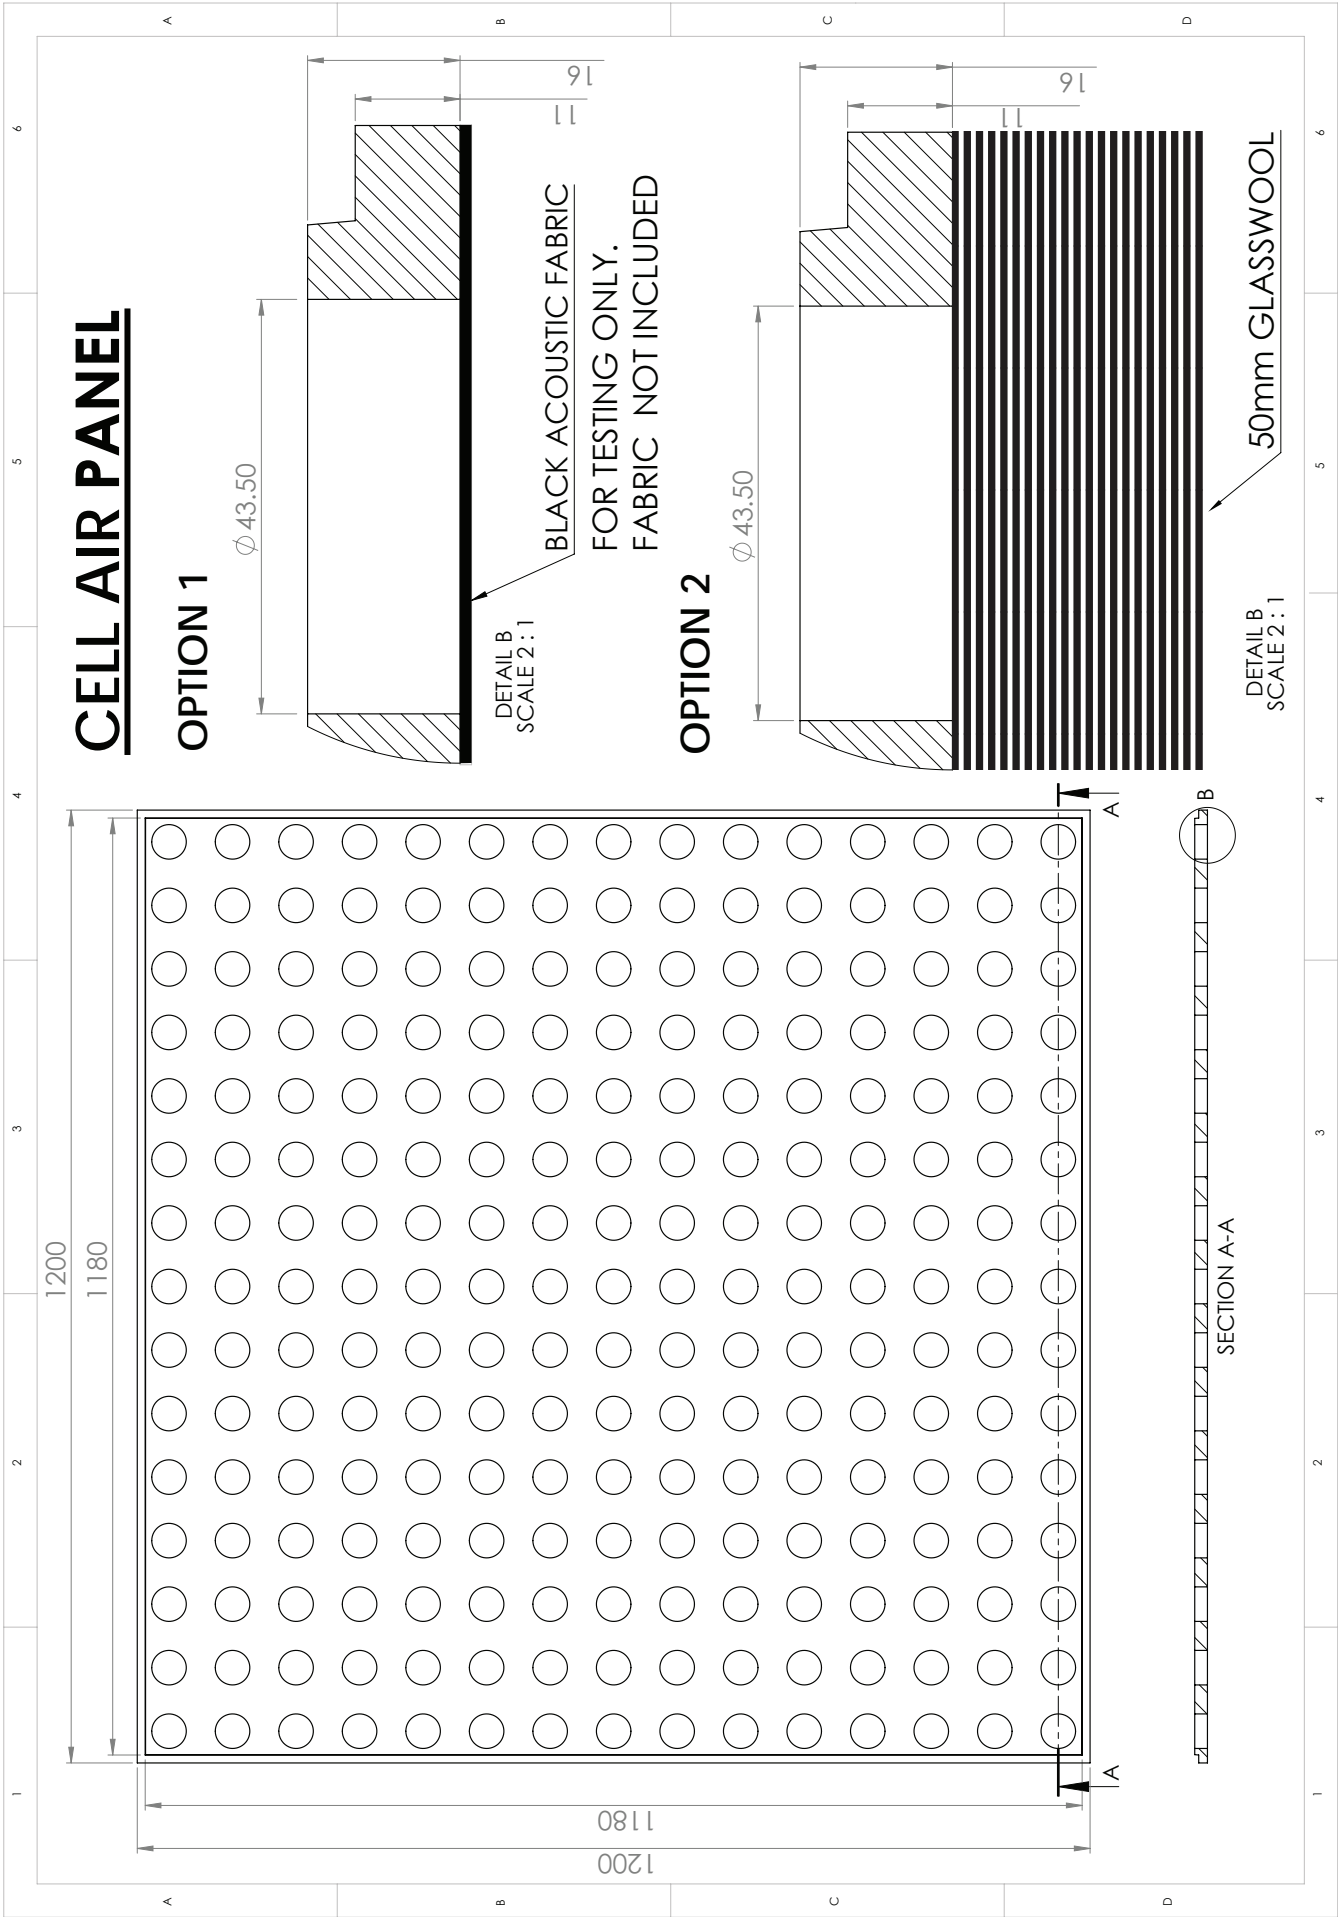 CELL AIR PANEL
OPTION 1
Ø 43.50
16
11
BLACK ACOUSTIC FABRIC
FOR TESTING ONLY.
FABRIC NOT INCLUDED
DETAIL B
SCALE 2 : 1
OPTION 2
Ø 43.50
16
11
50mm GLASSWOOL
DETAIL B
SCALE 2 : 1
1200
1180
1180
1200
A
A
B
SECTION A-A
1
2
3
4
5
6
1
2
3
4
5
6
A
B
C
D
A
B
C
D